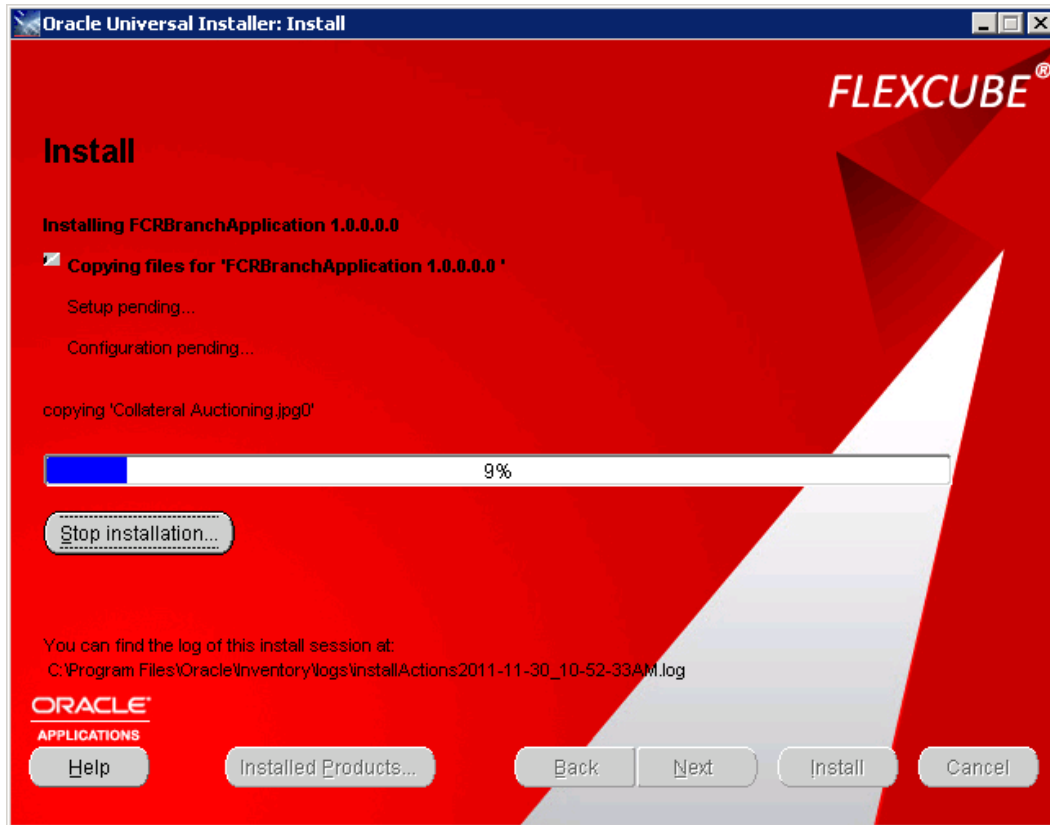 Oracle Universal Installer: Install
FLEXCUBE®
Install
Installing FCRBranchApplication 1.0.0.0.0
Copying files for 'FCRBranchApplication 1.0.0.0.0 '
Setup pending...
Configuration pending...
copying 'Collateral Auctioning.jpg0'
9%
Stop installation...
You can find the log of this install session at:
C:\Program Files\Oracle\Inventory\logs\installActions2011-11-30_10-52-33AM.log
ORACLE®
APPLICATIONS
Help Installed Products... Back Next Install Cancel